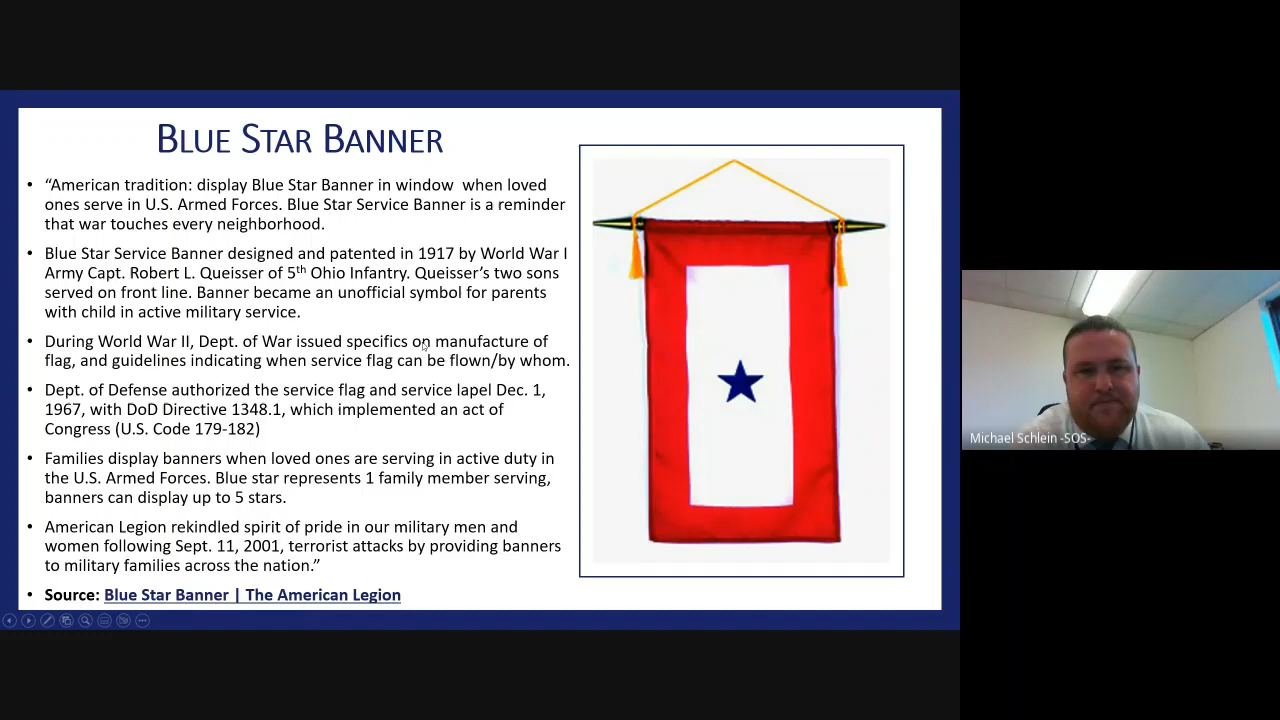 BLUE STAR BANNER
• “American tradition: display Blue Star Banner in window when loved
ones serve in U.S. Armed Forces. Blue Star Service Banner is a reminder
that war touches every neighborhood.
• Blue Star Service Banner designed and patented in 1917 by World War I
Army Capt. Robert L. Queisser of 5th Ohio Infantry. Queisser’s two sons
served on front line. Banner became an unofficial symbol for parents
with child in active military service.
• During World War II, Dept. of War issued specifics on manufacture of
flag, and guidelines indicating when service flag can be flown/by whom.
• Dept. of Defense authorized the service flag and service lapel Dec. 1,
1967, with DoD Directive 1348.1, which implemented an act of
Congress (U.S. Code 179-182)
• Families display banners when loved ones are serving in active duty in
the U.S. Armed Forces. Blue star represents 1 family member serving,
banners can display up to 5 stars.
• American Legion rekindled spirit of pride in our military men and
women following Sept. 11, 2001, terrorist attacks by providing banners
to military families across the nation.”
• Source: Blue Star Banner | The American Legion
Michael Schlein -SOS-